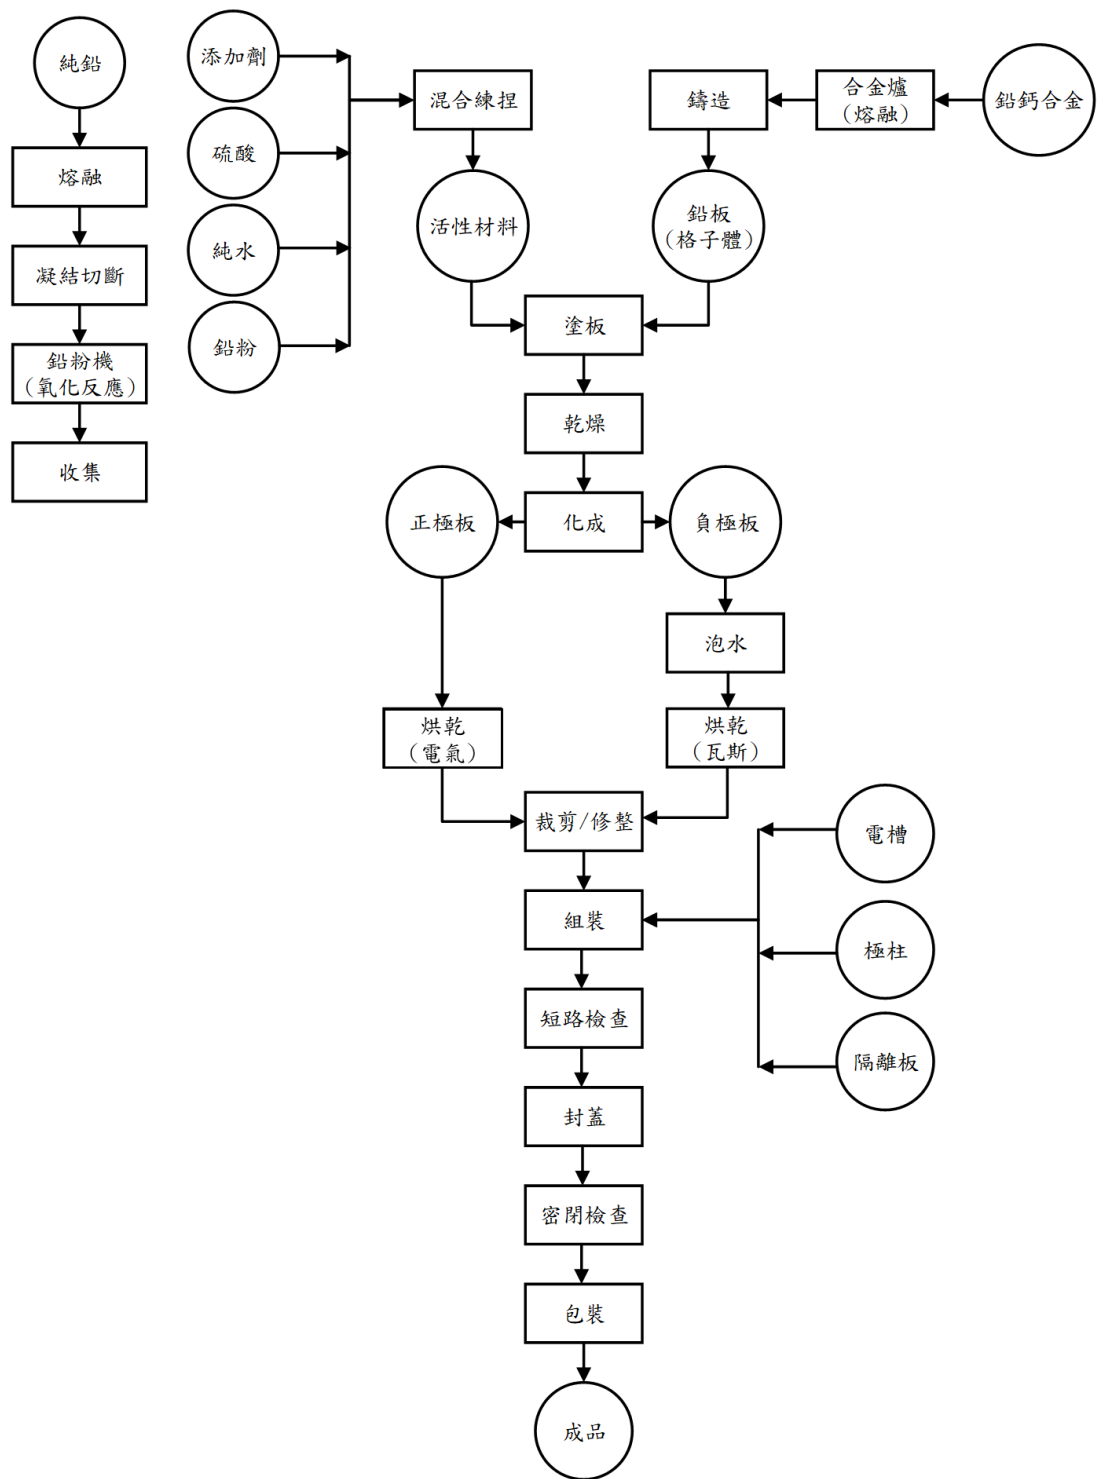 純鉛
熔融
凝結切斷
鉛粉機
（氧化反應）
收集
添加劑
硫酸
純水
鉛粉
混合練捏
活性材料
鑄造
合金爐
（熔融）
鉛鈣合金
鉛板
（格子體）
塗板
乾燥
化成
正極板
負極板
泡水
烘乾
（電氣）
烘乾
（瓦斯）
裁剪/修整
組裝
電槽
極柱
隔離板
短路檢查
封蓋
密閉檢查
包裝
成品